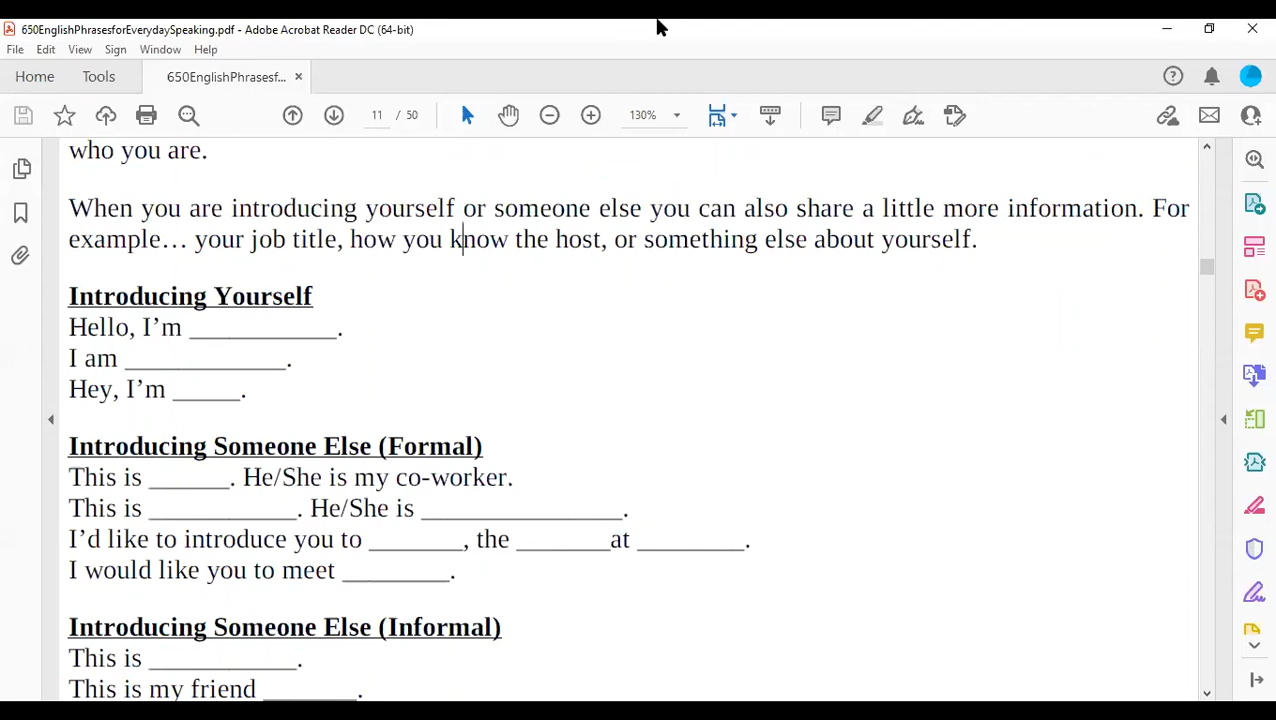 650EnglishPhrasesforEverydaySpeaking.pdf - Adobe Acrobat Reader DC (64-bit)
File Edit View Sign Window Help
Home Tools 650EnglishPhrasesf... ×
11 / 50 130%
who you are.
When you are introducing yourself or someone else you can also share a little more information. For
example… your job title, how you know the host, or something else about yourself.
Introducing Yourself
Hello, I’m ___________.
I am ____________.
Hey, I’m _____.
Introducing Someone Else (Formal)
This is ______. He/She is my co-worker.
This is ___________. He/She is _______________.
I’d like to introduce you to _______, the _______at ________.
I would like you to meet ________.
Introducing Someone Else (Informal)
This is ___________.
This is my friend _______.